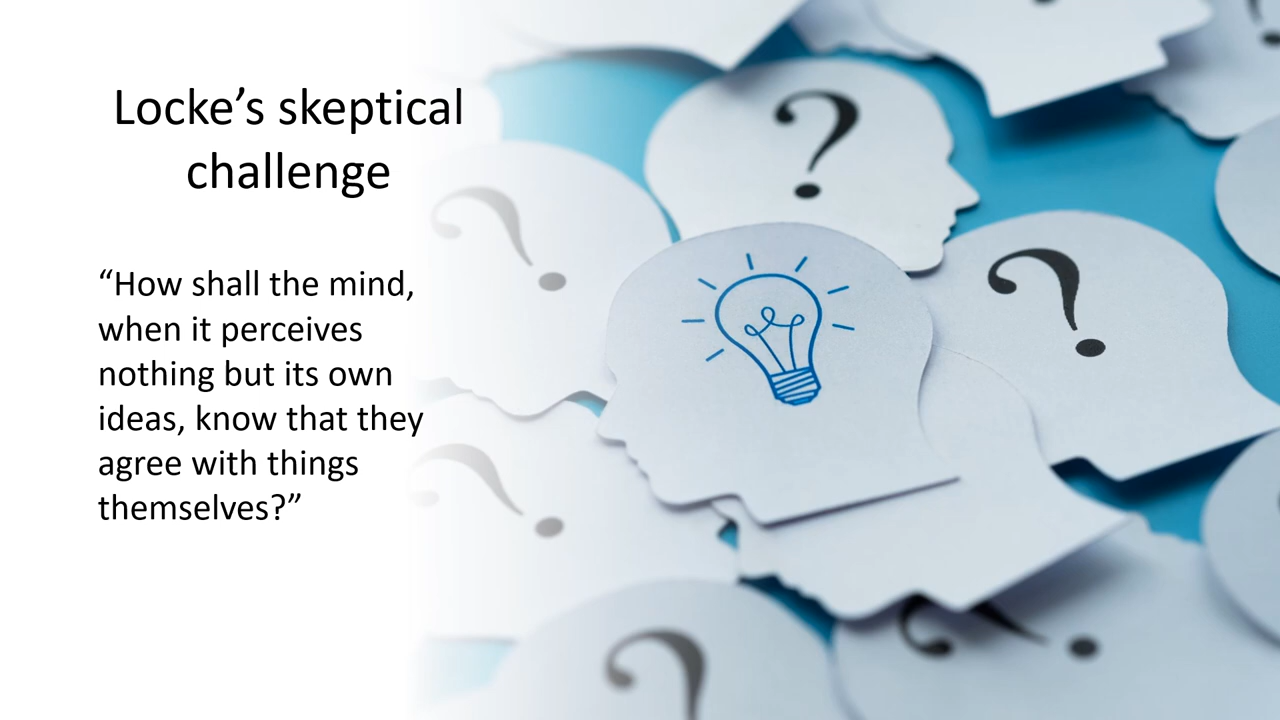 Locke’s skeptical
challenge
“How shall the mind,
when it perceives
nothing but its own
ideas, know that they
agree with things
themselves?”
?
?
?
?
?
?